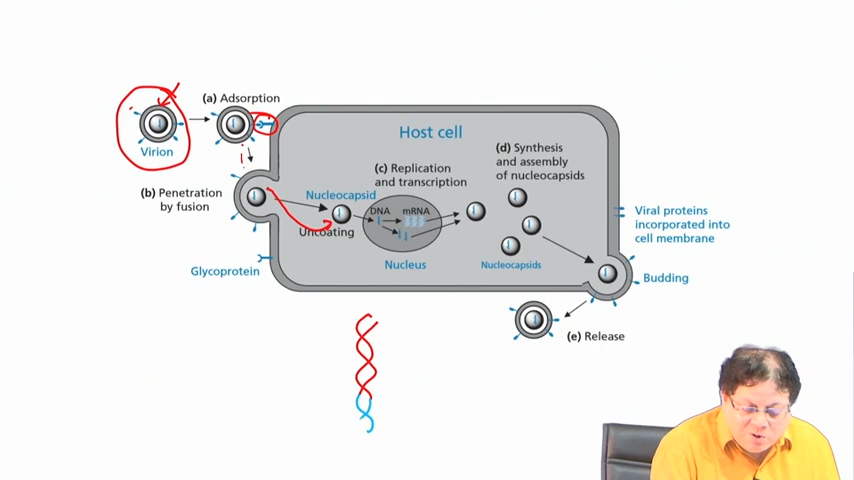 (a) Adsorption
Virion
Host cell
(b) Penetration
by fusion
Nucleocapsid
Uncoating
(c) Replication
and transcription
DNA
mRNA
Nucleus
(d) Synthesis
and assembly
of nucleocapsids
Nucleocapsids
Viral proteins
incorporated into
cell membrane
Glycoprotein
Budding
(e) Release